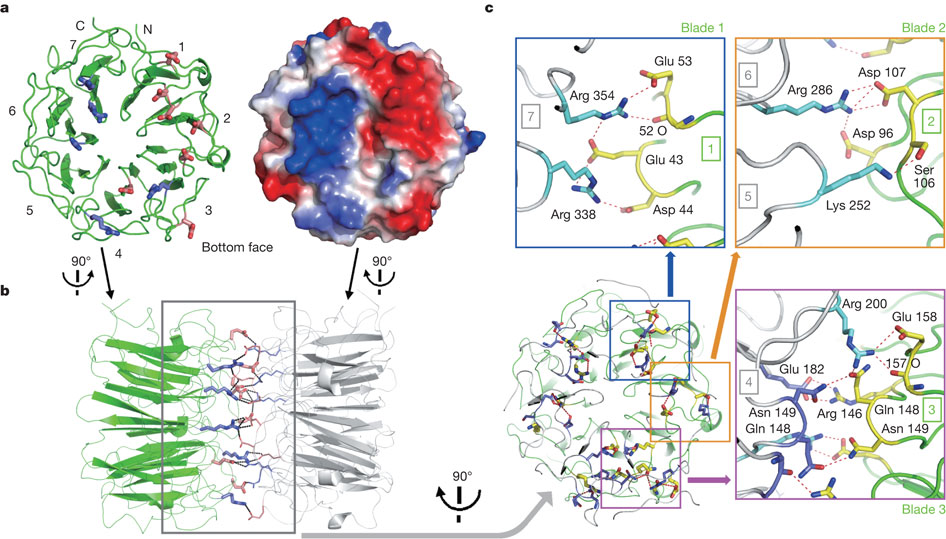 a
C
N
7
1
6
2
5
3
4
Bottom face
90°
90°
b
90°
c
Blade 1
Glu 53
Arg 354
7
52 O
1
Glu 43
Arg 338
Asp 44
Blade 2
6
Asp 107
Arg 286
2
Asp 96
Ser
106
5
Lys 252
Arg 200
Glu 158
Glu 182
157 O
4
Arg 146
Gln 148
3
Asn 149
Gln 148
Asn 149
Blade 3